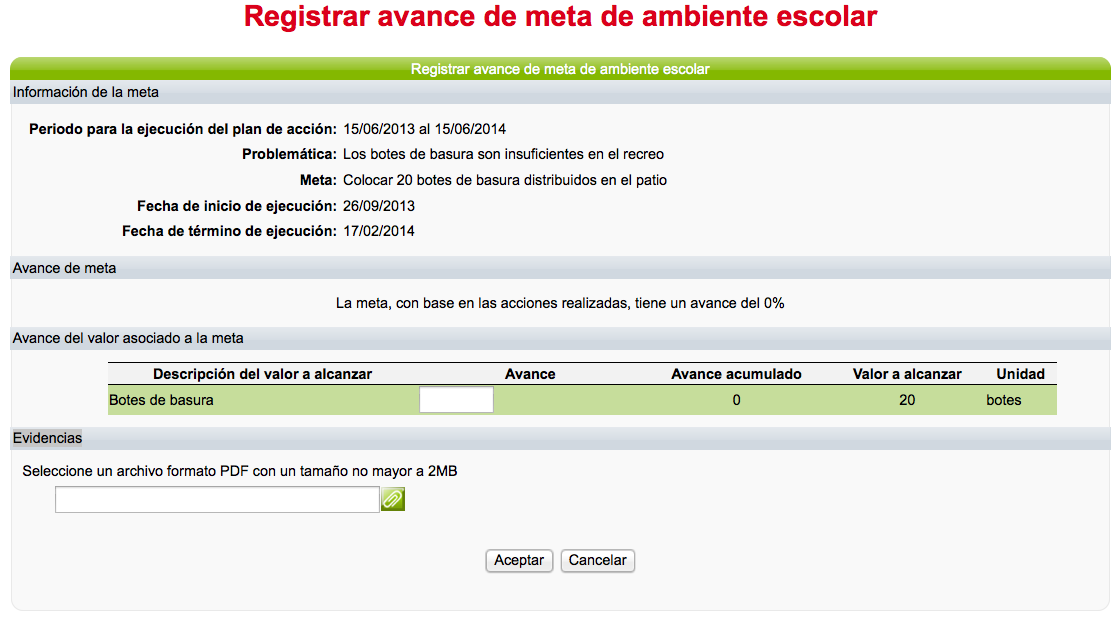 Registrar avance de meta de ambiente escolar
Registrar avance de meta de ambiente escolar
Información de la meta
Periodo para la ejecución del plan de acción: 15/06/2013 al 15/06/2014
Problemática: Los botes de basura son insuficientes en el recreo
Meta: Colocar 20 botes de basura distribuidos en el patio
Fecha de inicio de ejecución: 26/09/2013
Fecha de término de ejecución: 17/02/2014
Avance de meta
La meta, con base en las acciones realizadas, tiene un avance del 0%
Avance del valor asociado a la meta
Descripción del valor a alcanzar Avance Avance acumulado Valor a alcanzar Unidad
Botes de basura 0 20 botes
Evidencias
Seleccione un archivo formato PDF con un tamaño no mayor a 2MB
Aceptar Cancelar